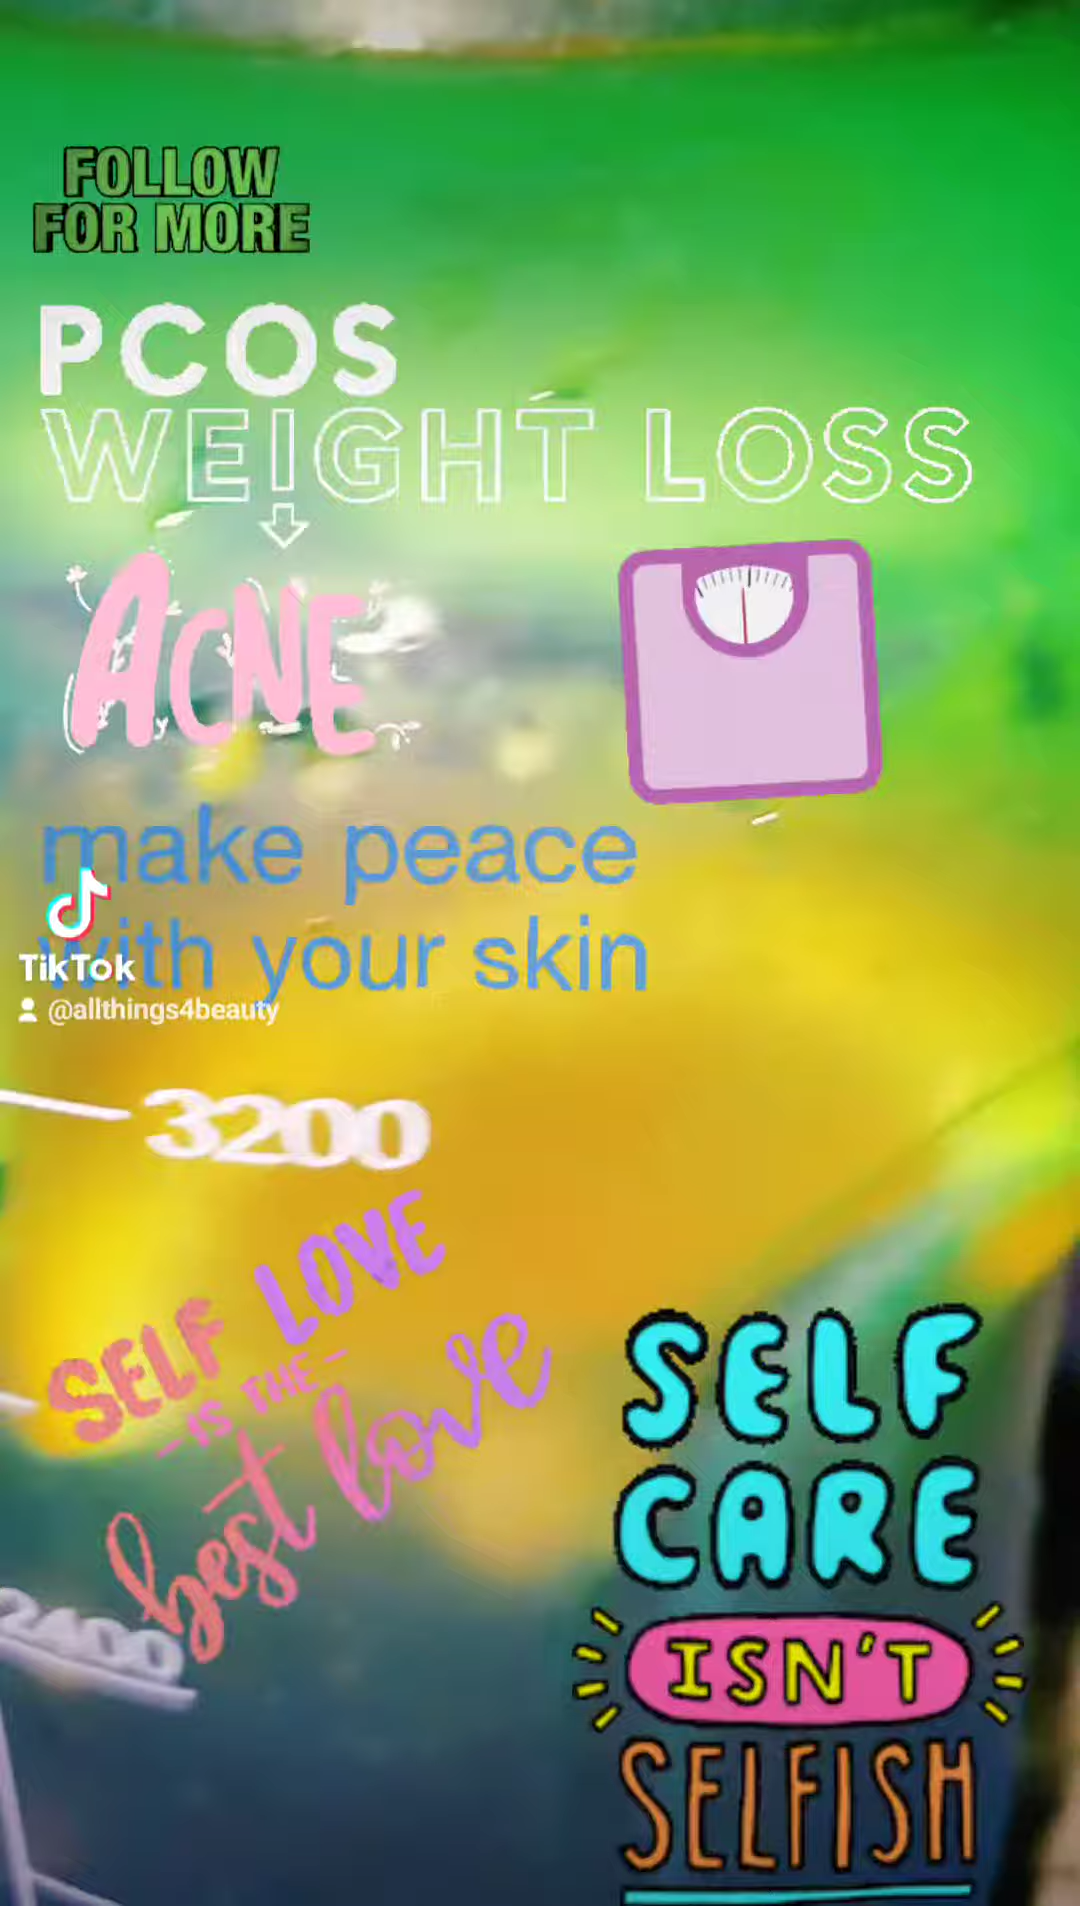 FOLLOW
FOR MORE
PCOS
WEIGHT LOSS
ACNE
make peace
with your skin
TikTok
@allthings4beauty
3200
SELF LOVE
- IS THE -
best love
2400
SELF
CARE
ISN'T
SELFISH